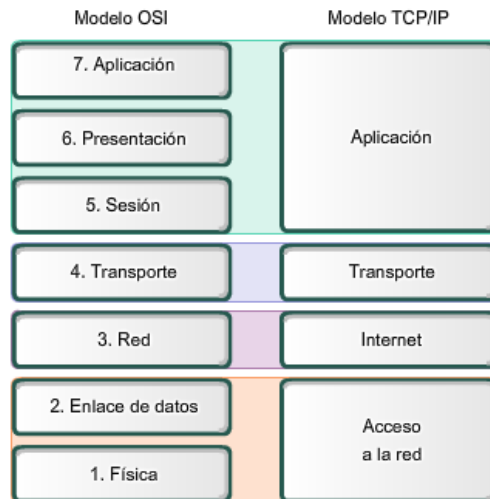 Modelo OSI
Modelo TCP/IP
7. Aplicación
6. Presentación
5. Sesión
Aplicación
4. Transporte
Transporte
3. Red
Internet
2. Enlace de datos
1. Física
Acceso
a la red